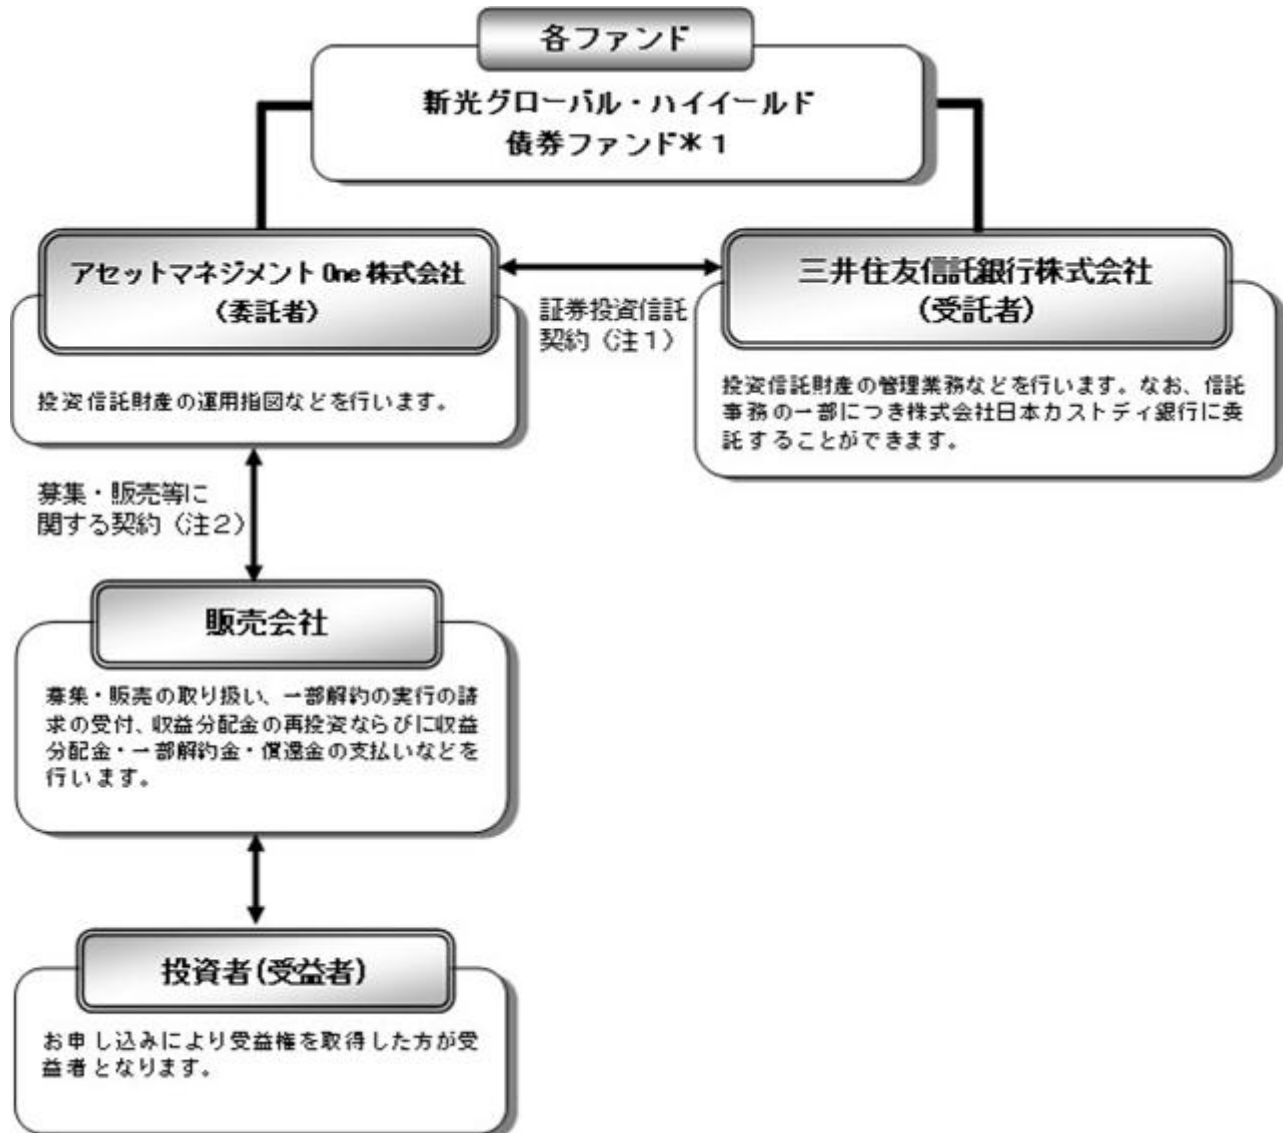 各ファンド
新光グローバル・ハイイールド
債券ファンド＊１
アセットマネジメントOne 株式会社
（委託者）
投資信託財産の運用指図などを行います。
証券投資信託
契約（注１）
三井住友信託銀行株式会社
（受託者）
投資信託財産の管理業務などを行います。なお、信託
事務の一部につき株式会社日本カストディ銀行に委
託することができます。
募集・販売等に
関する契約（注２）
販売会社
募集・販売の取り扱い、一部解約の実行の請
求の受付、収益分配金の再投資ならびに収益
分配金・一部解約金・償還金の支払いなどを
行います。
投資者(受益者)
お申し込みにより受益権を取得した方が受
益者となります。